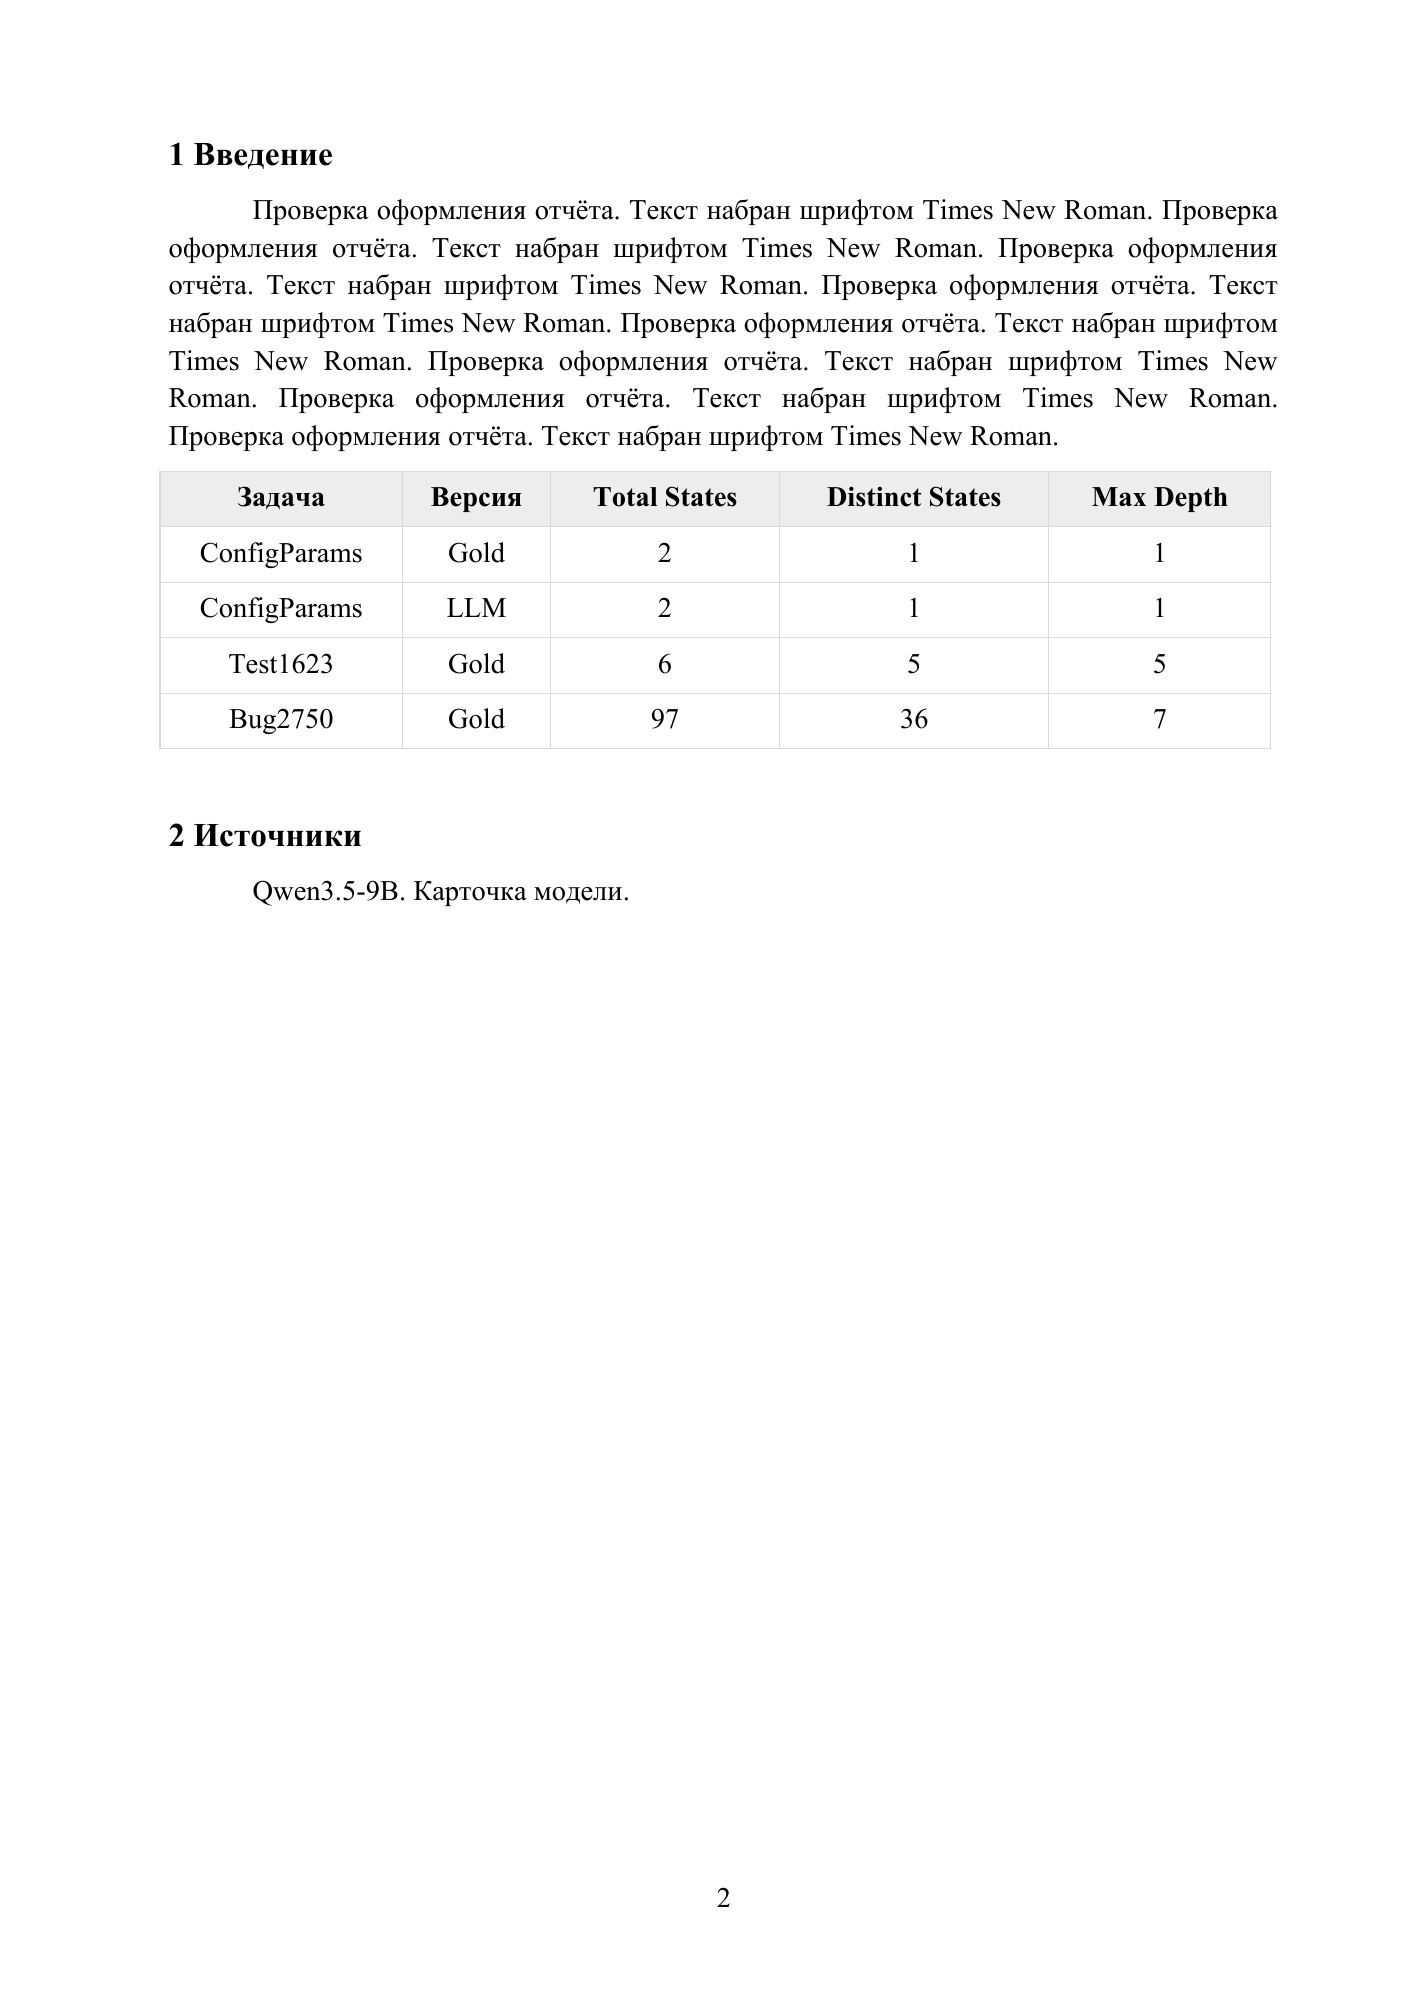 1 Введение
Проверка оформления отчёта. Текст набран шрифтом Times New Roman. Проверка
оформления отчёта. Текст набран шрифтом Times New Roman. Проверка оформления
отчёта. Текст набран шрифтом Times New Roman. Проверка оформления отчёта. Текст
набран шрифтом Times New Roman. Проверка оформления отчёта. Текст набран шрифтом
Times New Roman. Проверка оформления отчёта. Текст набран шрифтом Times New
Roman. Проверка оформления отчёта. Текст набран шрифтом Times New Roman.
Проверка оформления отчёта. Текст набран шрифтом Times New Roman.
Задача Версия Total States Distinct States Max Depth
ConfigParams Gold 2 1 1
ConfigParams LLM 2 1 1
Test1623 Gold 6 5 5
Bug2750 Gold 97 36 7
2 Источники
Qwen3.5-9B. Карточка модели.
2